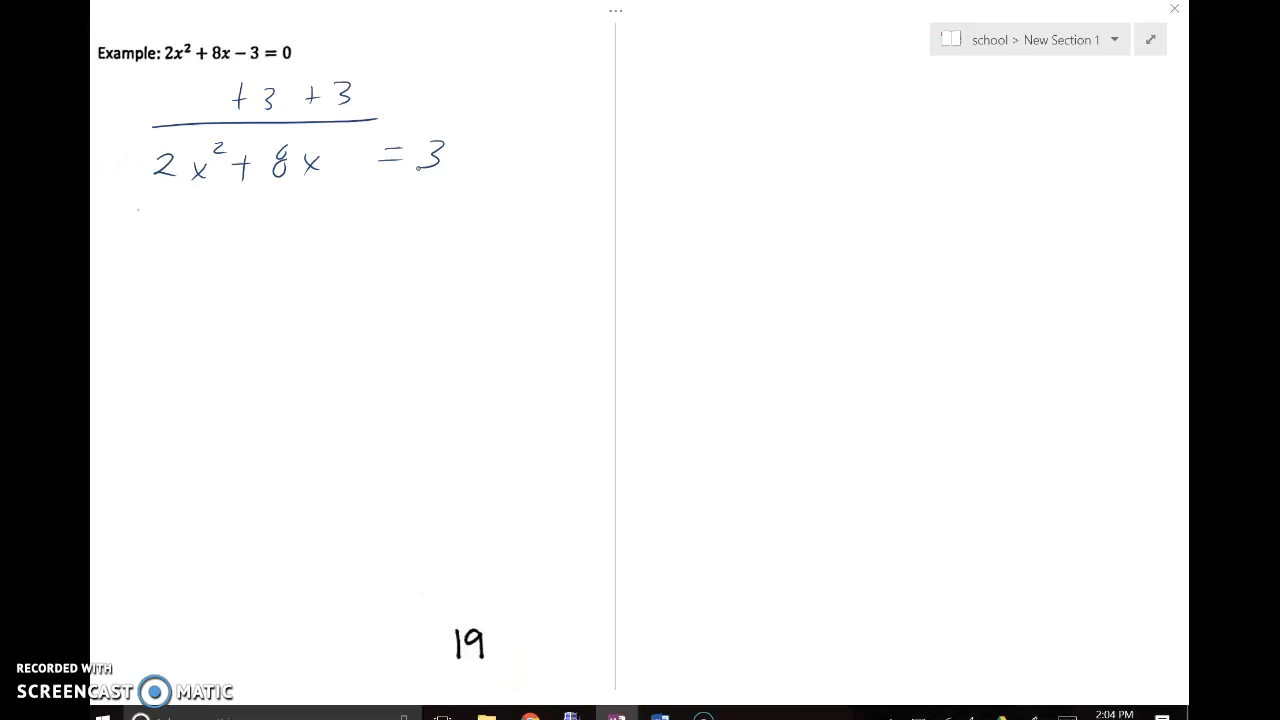 ...
school > New Section 1
Example: 2x² + 8x − 3 = 0
+3 +3
2x² + 8x = 3
19
RECORDED WITH
SCREENCAST MATIC
2:04 PM